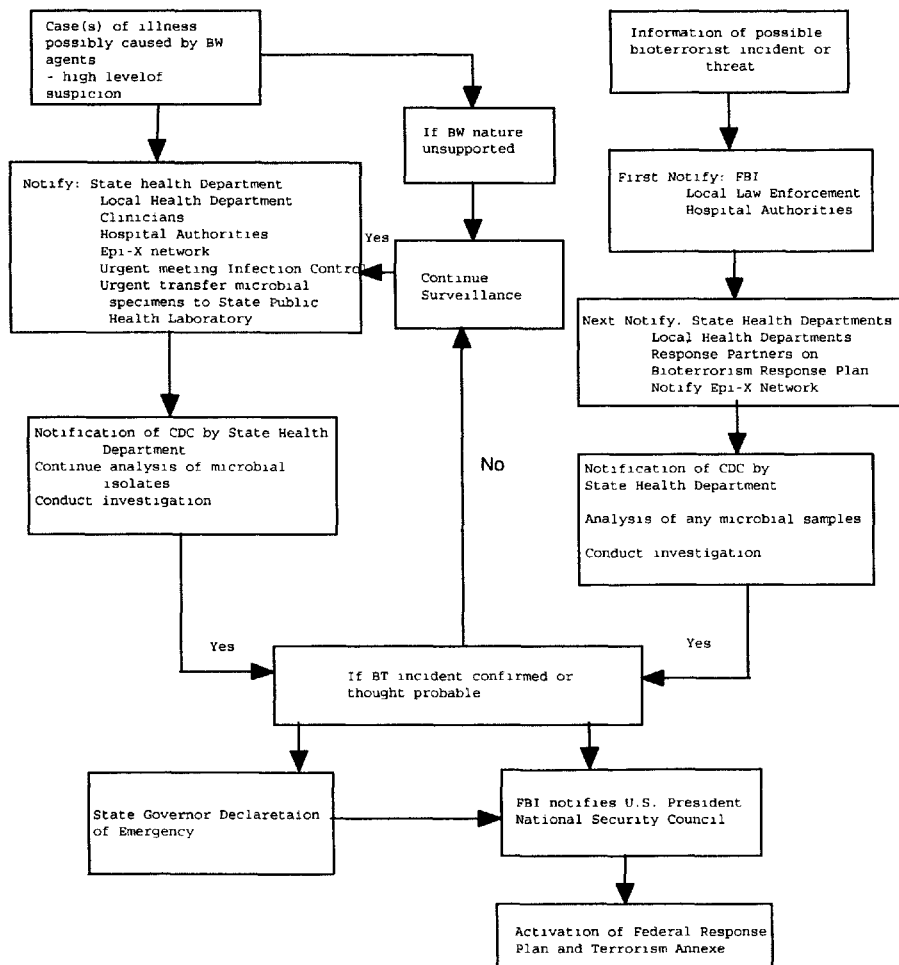 Case(s) of illness
possibly caused by BW
agents
- high levelof
suspicion
Information of possible
bioterrorist incident or
threat
If BW nature
unsupported
Notify: State health Department
Local Health Department
Clinicians
Hospital Authorities
Epi-X network
Urgent meeting Infection Control
Urgent transfer microbial
specimens to State Public
Health Laboratory
Yes
Continue
Surveillance
First Notify: FBI
Local Law Enforcement
Hospital Authorities
Next Notify. State Health Departments
Local Health Departments
Response Partners on
Bioterrorism Response Plan
Notify Epi-X Network
Notification of CDC by State Health
Department
Continue analysis of microbial
isolates
Conduct investigation
No
Notification of CDC by
State Health Department
Analysis of any microbial samples
Conduct investigation
Yes
Yes
If BT incident confirmed or
thought probable
State Governor Declaretaion
of Emergency
FBI notifies U.S. President
National Security Council
Activation of Federal Response
Plan and Terrorism Annexe